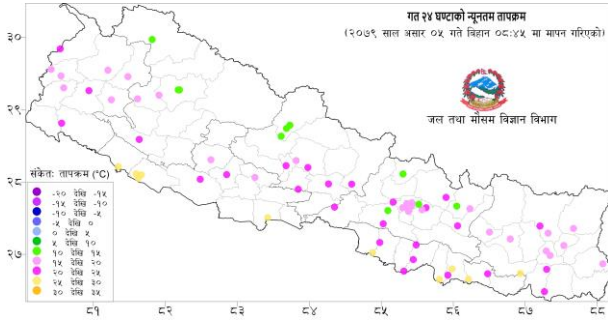 गत २४ घण्टाको न्यूनतम तापक्रम
(२०७९ साल असार ०५ गते बिहान ०८:४५ मा मापन गरिएको)
जल तथा मौसम विज्ञान विभाग
३०
२९
२८
२७
संकेतः तापक्रम (°C)
-२० देखि -१५
-१५ देखि -१०
-१० देखि -५
-५ देखि ०
० देखि ५
५ देखि १०
१० देखि १५
१५ देखि २०
२० देखि २५
२५ देखि ३०
३० देखि ३५
८१ ८२ ८३ ८४ ८५ ८६ ८७ ८८